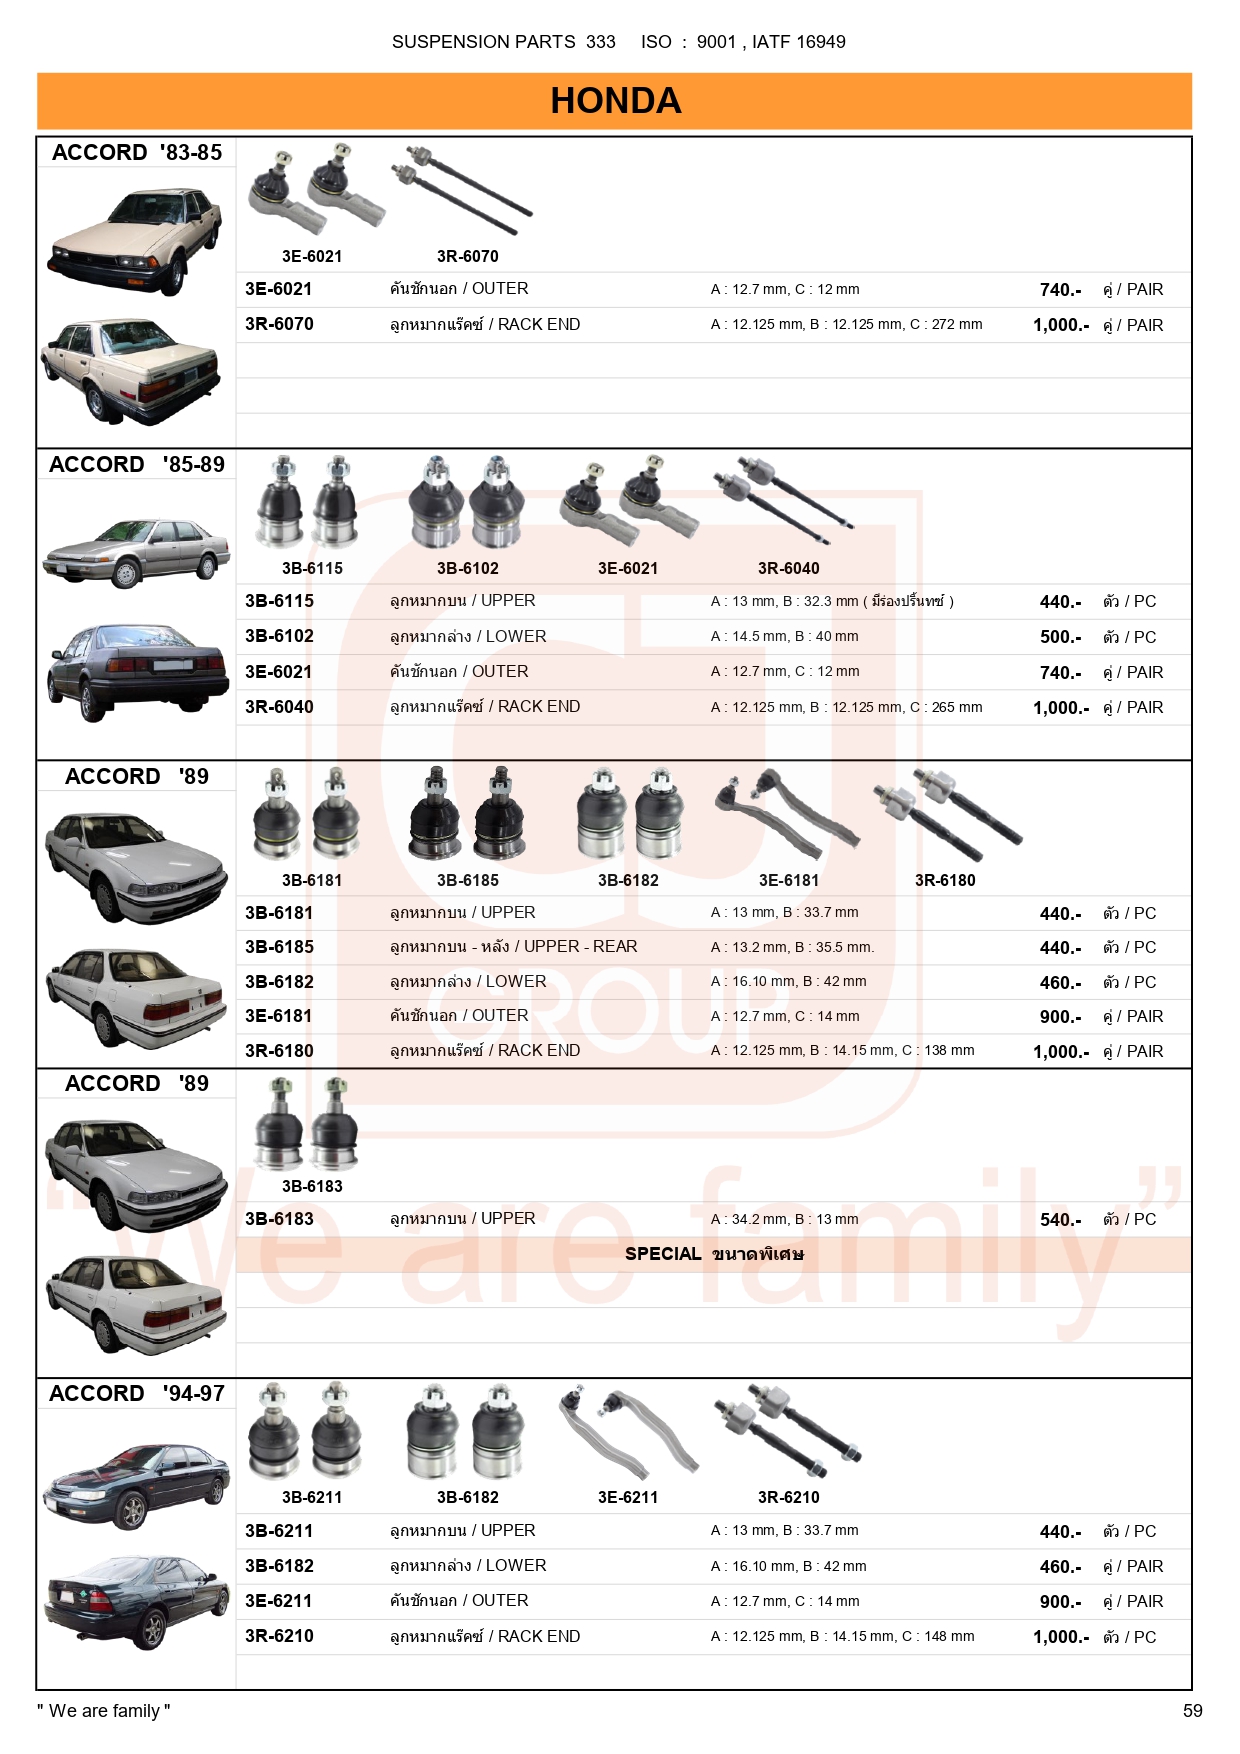 SUSPENSION PARTS 333 ISO : 9001 , IATF 16949
HONDA
ACCORD '83-85
3E-6021 3R-6070
3E-6021 คันชักนอก / OUTER A : 12.7 mm, C : 12 mm 740.- คู่ / PAIR
3R-6070 ลูกหมากแร๊คซ์ / RACK END A : 12.125 mm, B : 12.125 mm, C : 272 mm 1,000.- คู่ / PAIR
ACCORD '85-89
3B-6115 3B-6102 3E-6021 3R-6040
3B-6115 ลูกหมากบน / UPPER A : 13 mm, B : 32.3 mm ( มีร่องปริ้นทซ์ ) 440.- ตัว / PC
3B-6102 ลูกหมากล่าง / LOWER A : 14.5 mm, B : 40 mm 500.- ตัว / PC
3E-6021 คันชักนอก / OUTER A : 12.7 mm, C : 12 mm 740.- คู่ / PAIR
3R-6040 ลูกหมากแร๊คซ์ / RACK END A : 12.125 mm, B : 12.125 mm, C : 265 mm 1,000.- คู่ / PAIR
ACCORD '89
3B-6181 3B-6185 3B-6182 3E-6181 3R-6180
3B-6181 ลูกหมากบน / UPPER A : 13 mm, B : 33.7 mm 440.- ตัว / PC
3B-6185 ลูกหมากบน - หลัง / UPPER - REAR A : 13.2 mm, B : 35.5 mm. 440.- ตัว / PC
3B-6182 ลูกหมากล่าง / LOWER A : 16.10 mm, B : 42 mm 460.- ตัว / PC
3E-6181 คันชักนอก / OUTER A : 12.7 mm, C : 14 mm 900.- คู่ / PAIR
3R-6180 ลูกหมากแร๊คซ์ / RACK END A : 12.125 mm, B : 14.15 mm, C : 138 mm 1,000.- คู่ / PAIR
GROUP
ACCORD '89
3B-6183
3B-6183 ลูกหมากบน / UPPER A : 34.2 mm, B : 13 mm 540.- ตัว / PC
SPECIAL ขนาดพิเศษ
“We are family”
ACCORD '94-97
3B-6211 3B-6182 3E-6211 3R-6210
3B-6211 ลูกหมากบน / UPPER A : 13 mm, B : 33.7 mm 440.- ตัว / PC
3B-6182 ลูกหมากล่าง / LOWER A : 16.10 mm, B : 42 mm 460.- คู่ / PAIR
3E-6211 คันชักนอก / OUTER A : 12.7 mm, C : 14 mm 900.- คู่ / PAIR
3R-6210 ลูกหมากแร๊คซ์ / RACK END A : 12.125 mm, B : 14.15 mm, C : 148 mm 1,000.- ตัว / PC
" We are family " 59